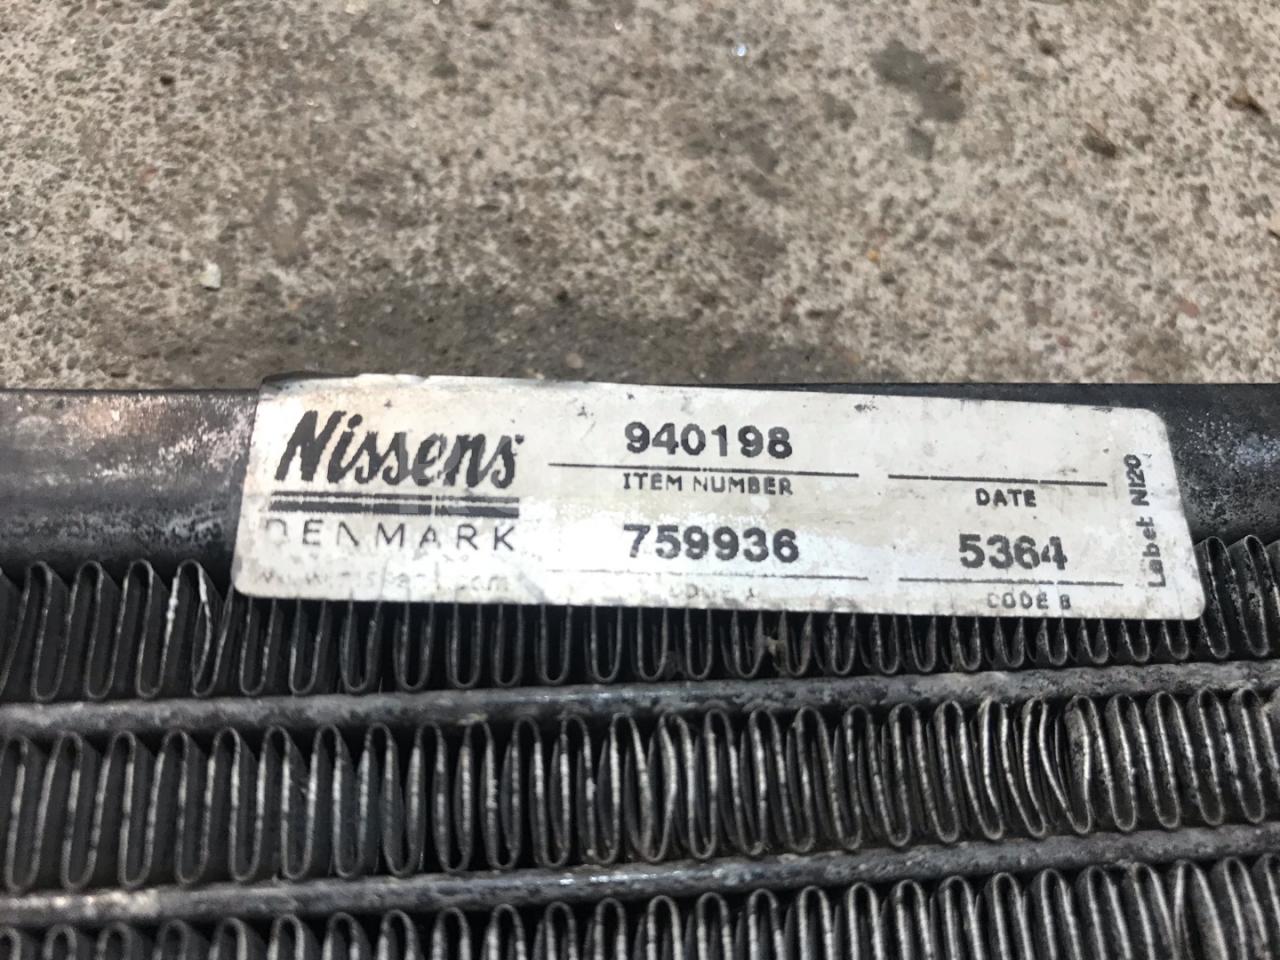 Nissens
DENMARK
940198
ITEM NUMBER
DATE
759936
5364
CODE B
Label NI20